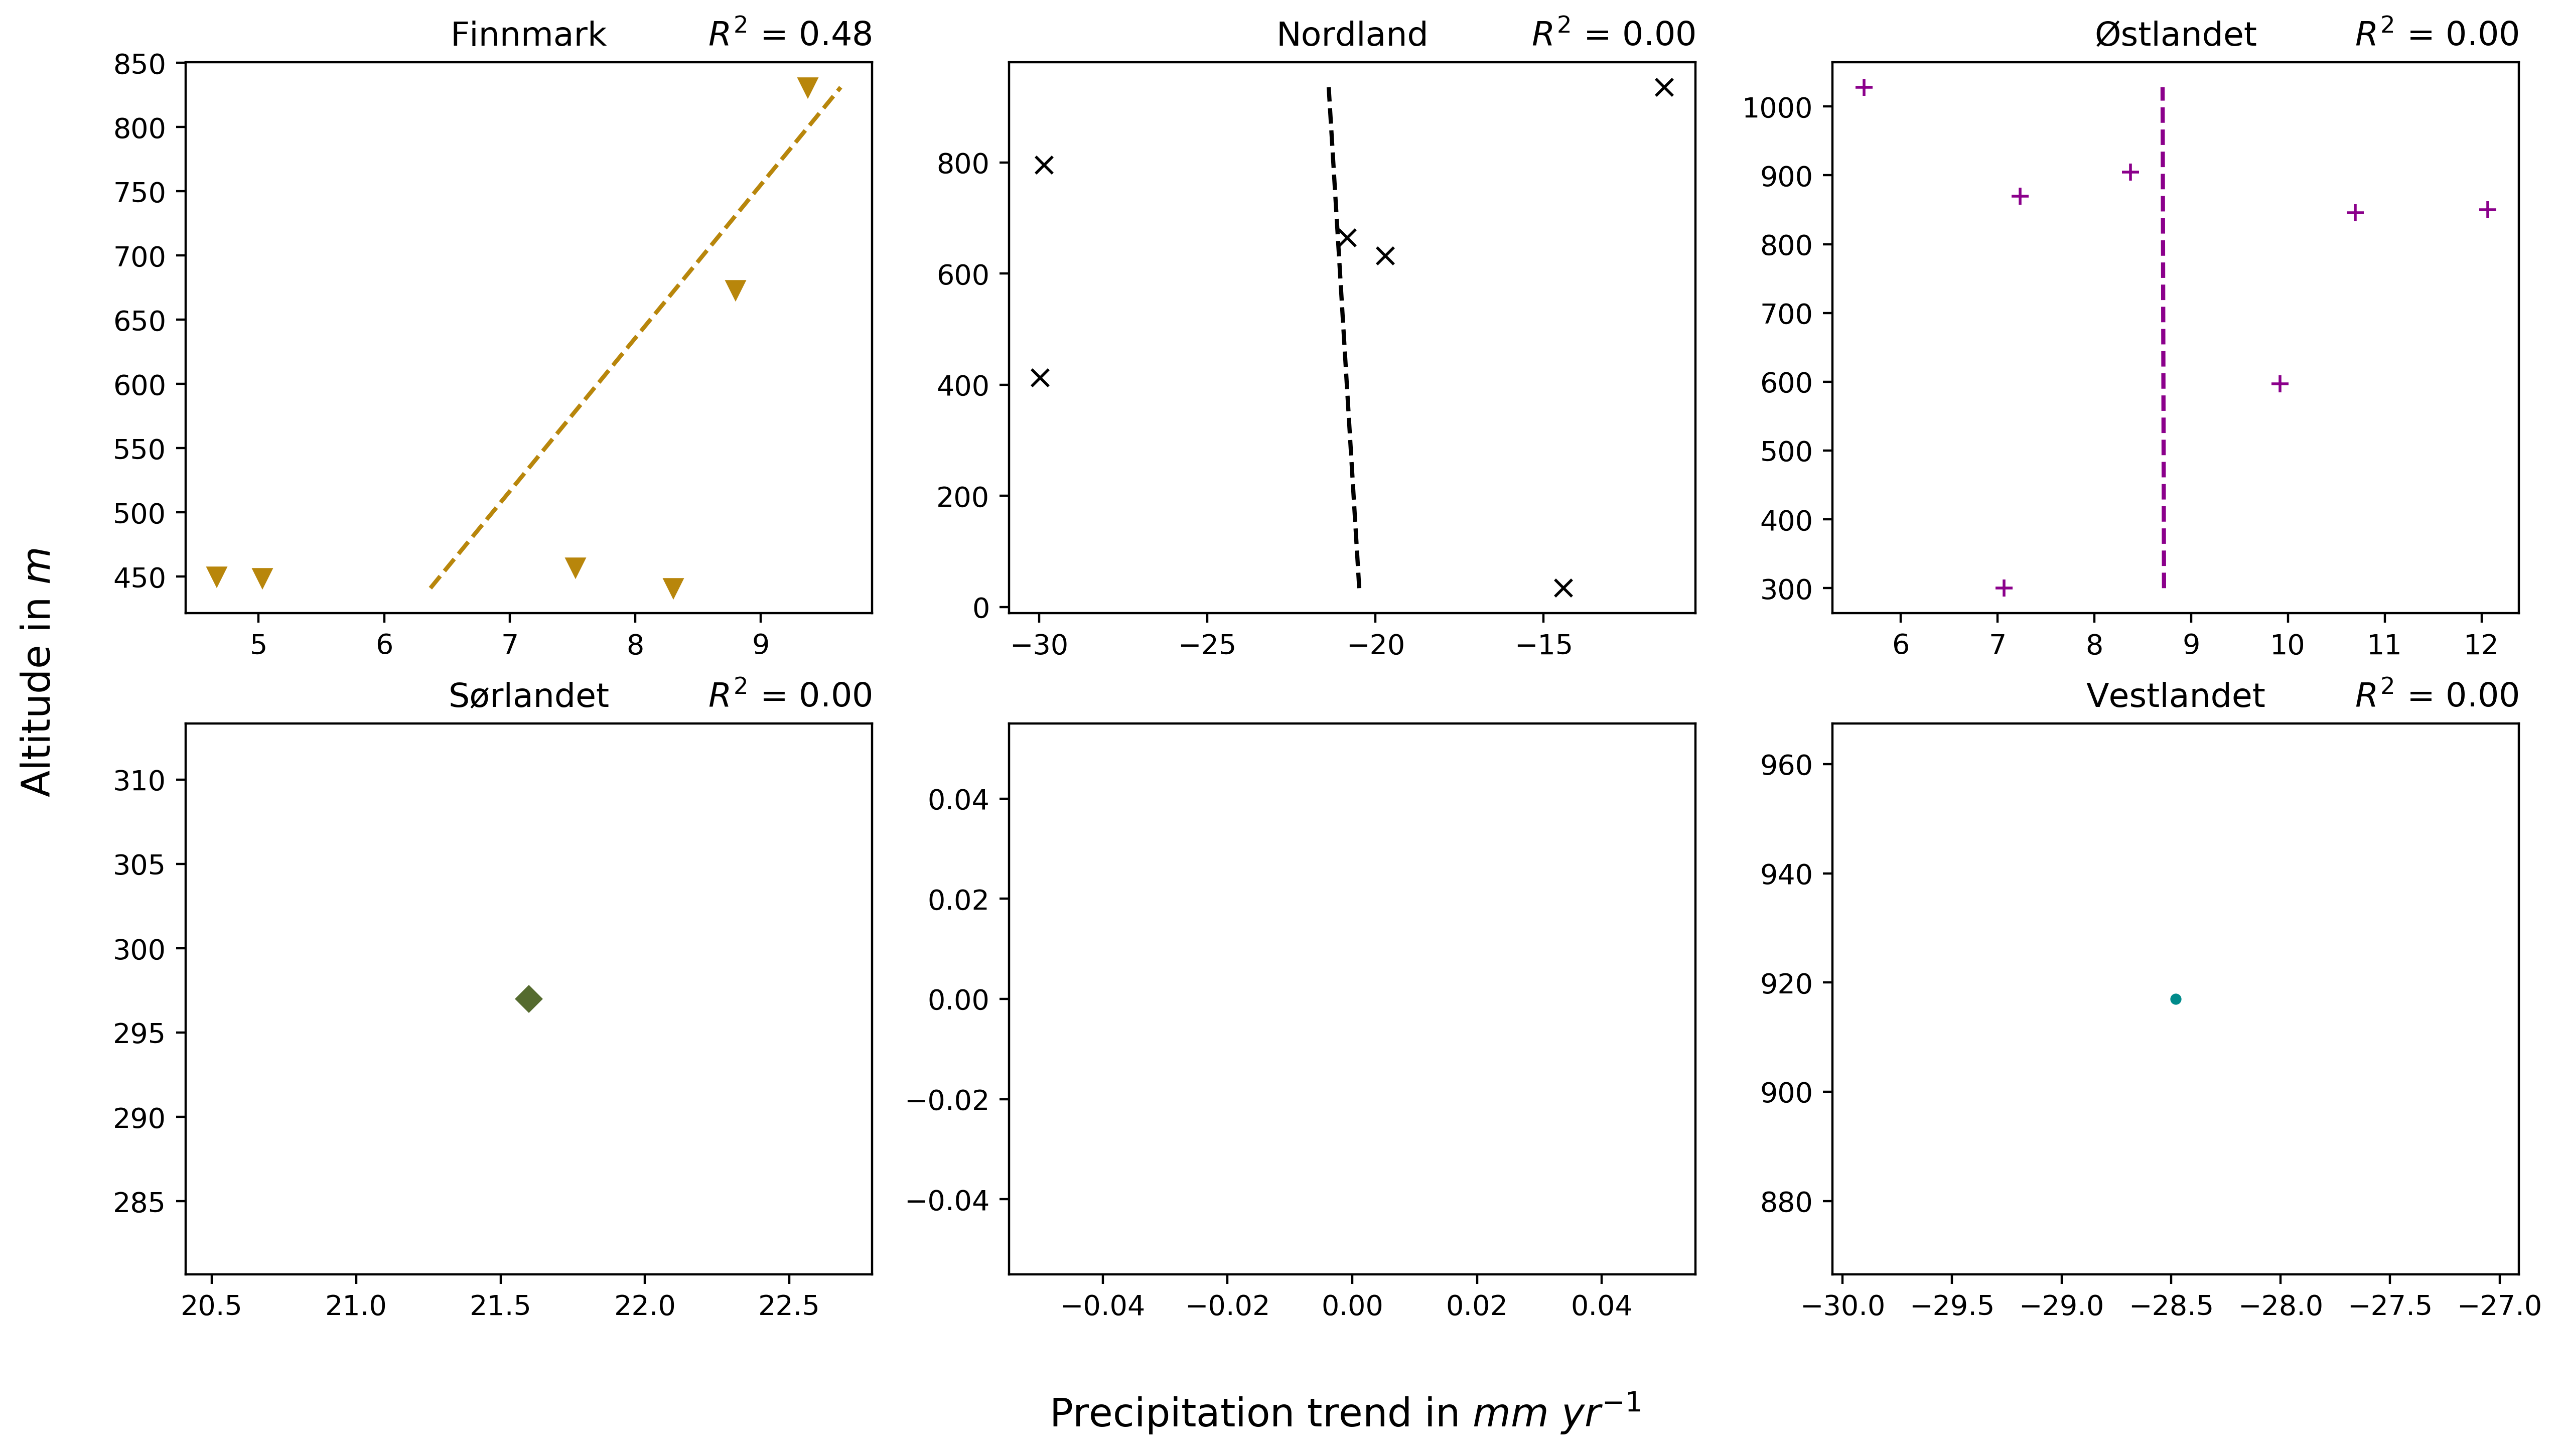 Finnmark R² = 0.48
Nordland R² = 0.00
Østlandet R² = 0.00
850
800
750
700
650
600
550
500
450
5 6 7 8 9
800
600
400
200
0
−30 −25 −20 −15
1000
900
800
700
600
500
400
300
6 7 8 9 10 11 12
Altitude in m
Sørlandet R² = 0.00
Vestlandet R² = 0.00
310
305
300
295
290
285
20.5 21.0 21.5 22.0 22.5
0.04
0.02
0.00
−0.02
−0.04
−0.04 −0.02 0.00 0.02 0.04
960
940
920
900
880
−30.0 −29.5 −29.0 −28.5 −28.0 −27.5 −27.0
Precipitation trend in mm yr⁻¹